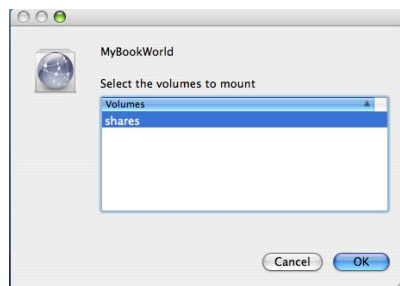 MyBookWorld
Select the volumes to mount
Volumes
shares
Cancel OK